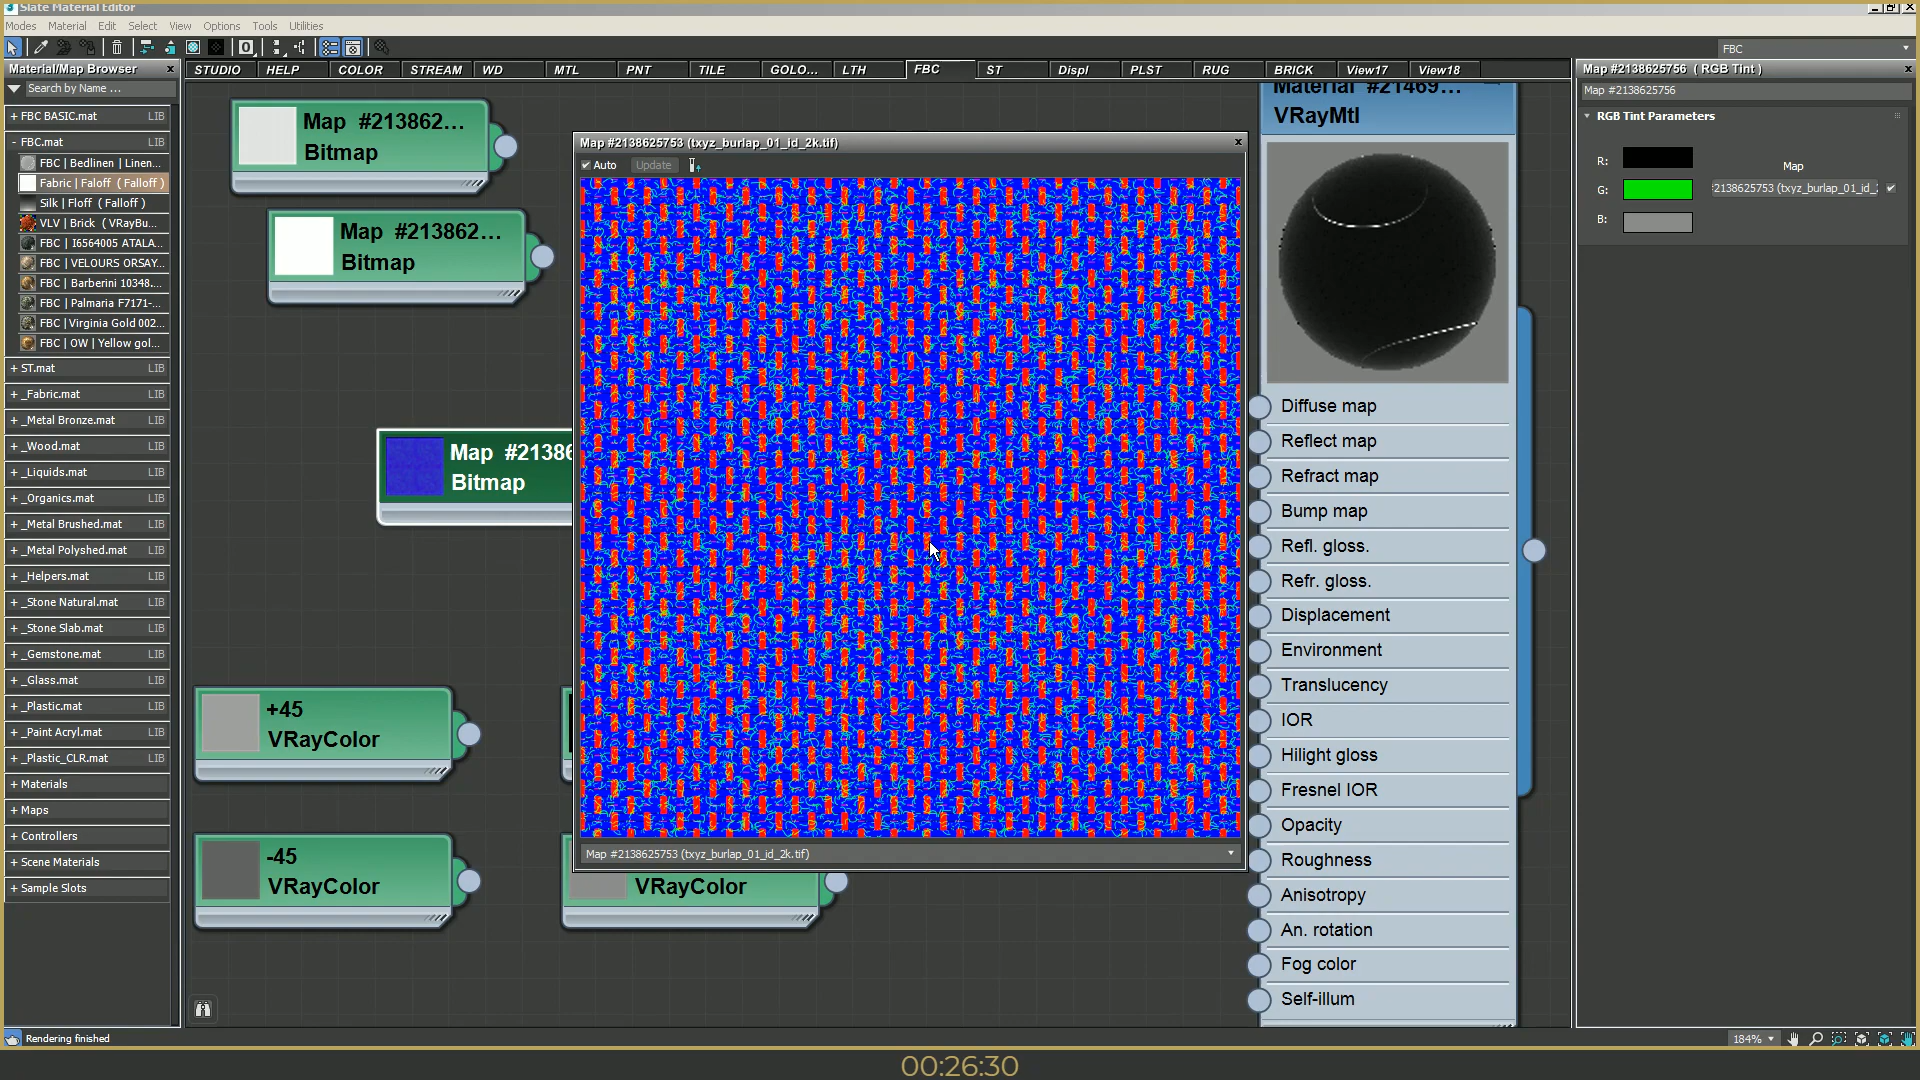 Slate Material Editor
Modes Material Edit Select View Options Tools Utilities
FBC
Material/Map Browser
Search by Name ...
+ FBC BASIC.mat LIB
- FBC.mat LIB
FBC | Bedlinen | Linen...
Fabric | Faloff ( Falloff )
Silk | Floff ( Falloff )
VLV | Brick ( VRayBu...
FBC | I6564005 ATALA...
FBC | VELOURS ORSAY...
FBC | Barberini 10348...
FBC | Palmaria F7171-...
FBC | Virginia Gold 002...
FBC | OW | Yellow gol...
+ ST.mat LIB
+ _Fabric.mat LIB
+ _Metal Bronze.mat LIB
+ _Wood.mat LIB
+ _Liquids.mat LIB
+ _Organics.mat LIB
+ _Metal Brushed.mat LIB
+ _Metal Polyshed.mat LIB
+ _Helpers.mat LIB
+ _Stone Natural.mat LIB
+ _Stone Slab.mat LIB
+ _Gemstone.mat LIB
+ _Glass.mat LIB
+ _Plastic.mat LIB
+ _Paint Acryl.mat LIB
+ _Plastic_CLR.mat LIB
+ Materials
+ Maps
+ Controllers
+ Scene Materials
+ Sample Slots
STUDIO HELP COLOR STREAM WD MTL PNT TILE GOLO... LTH FBC ST Displ PLST RUG BRICK View17 View18
Map #213862...
Bitmap
Map #213862...
Bitmap
Map #21386
Bitmap
+45
VRayColor
-45
VRayColor
VRayColor
Map #2138625753 (txyz_burlap_01_id_2k.tif)
Auto Update
Map #2138625753 (txyz_burlap_01_id_2k.tif)
Material #21469...
VRayMtl
Diffuse map
Reflect map
Refract map
Bump map
Refl. gloss.
Refr. gloss.
Displacement
Environment
Translucency
IOR
Hilight gloss
Fresnel IOR
Opacity
Roughness
Anisotropy
An. rotation
Fog color
Self-illum
Map #2138625756 ( RGB Tint )
Map #2138625756
RGB Tint Parameters
R:
Map
G: #2138625753 (txyz_burlap_01_id_2
B:
Rendering finished
184%
00:26:30